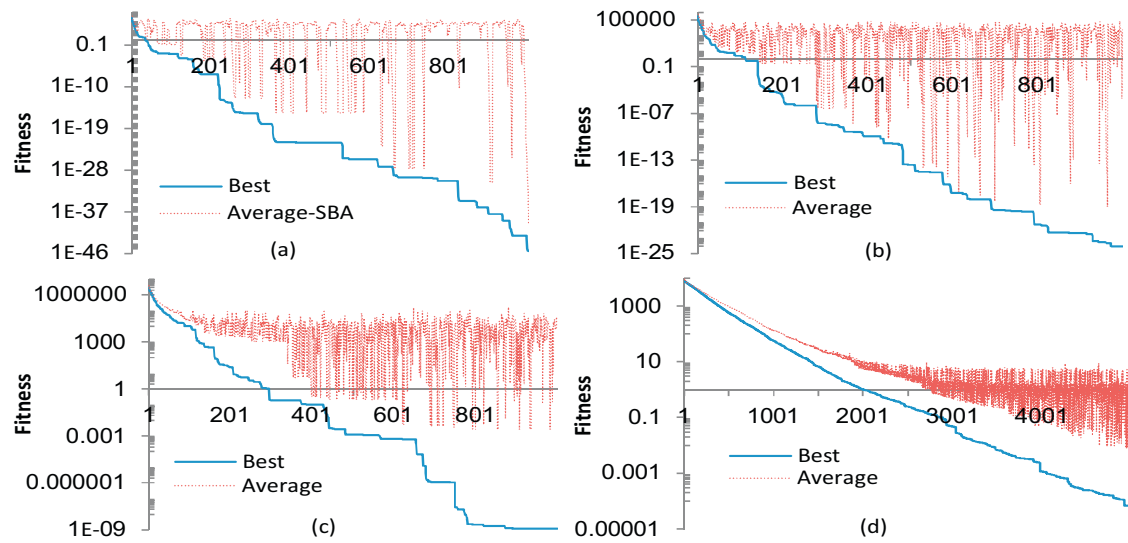 Fitness
0.1
1E-10
1E-19
1E-28
1E-37
1E-46
1
201
401
601
801
Best
Average-SBA
(a)
Fitness
100000
0.1
1E-07
1E-13
1E-19
1E-25
1
201
401
601
801
Best
Average
(b)
Fitness
1000000
1000
1
0.001
0.000001
1E-09
1
201
401
601
801
Best
Average
(c)
Fitness
1000
10
0.1
0.001
0.00001
1
1001
2001
3001
4001
Best
Average
(d)